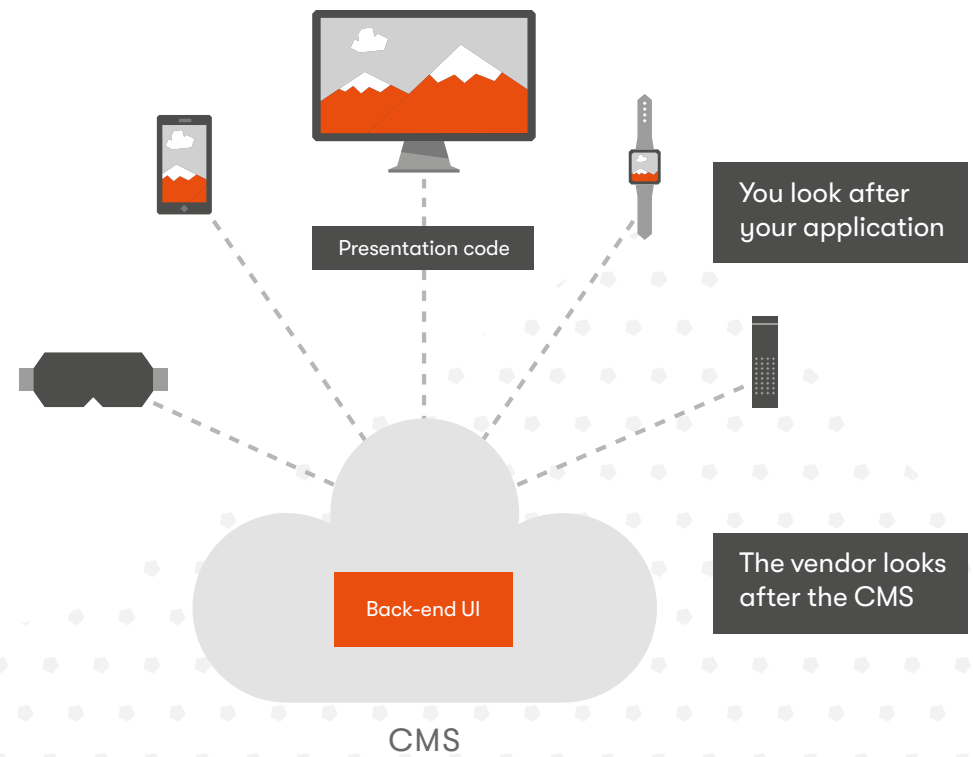 You look after
your application
Presentation code
The vendor looks
after the CMS
Back-end UI
CMS